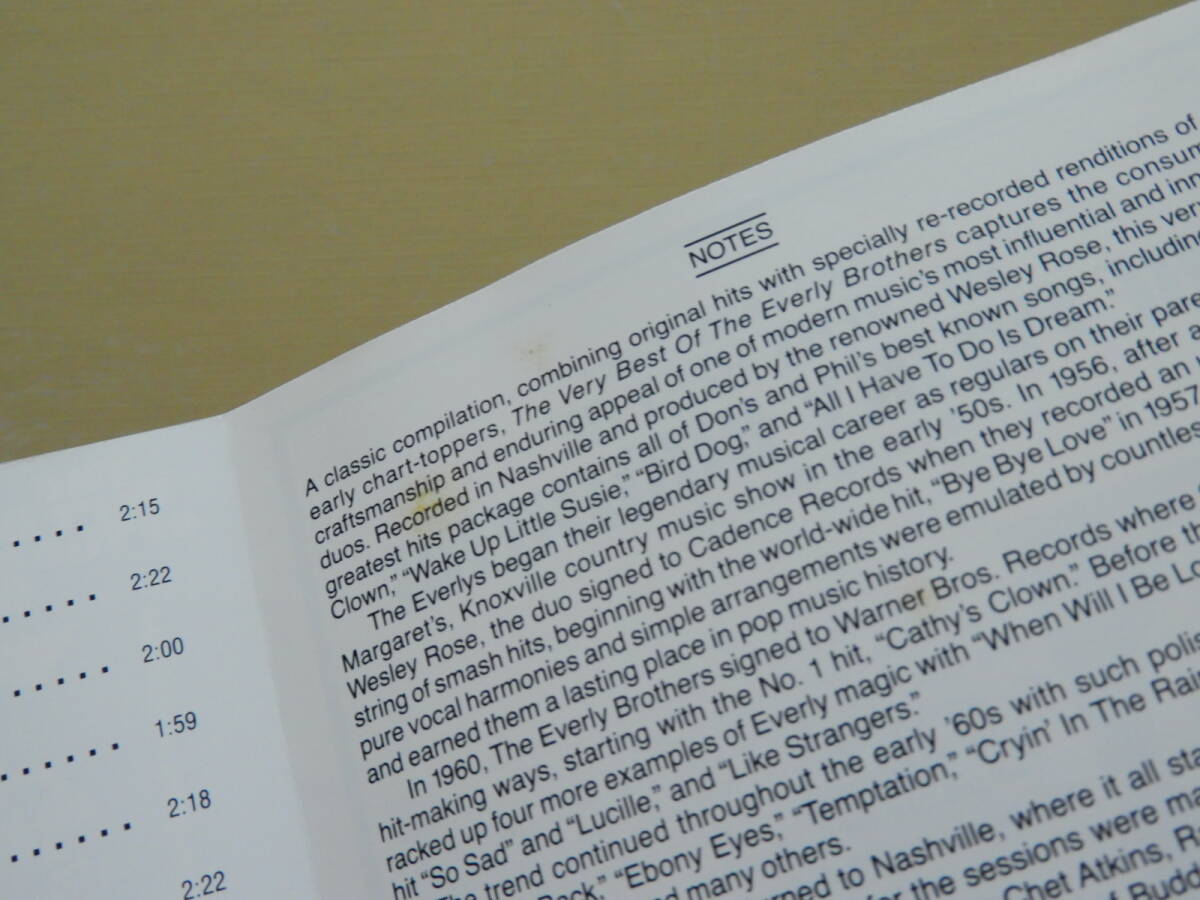 . . . . 2:15
. . . . . 2:22
. . . . 2:00
. . . . . 1:59
. . . . . 2:18
2:22
NOTES
A classic compilation, combining original hits with specially re-recorded renditions of
early chart-toppers, The Very Best Of The Everly Brothers captures the consum
craftsmanship and enduring appeal of one of modern music's most influential and inn
duos. Recorded in Nashville and produced by the renowned Wesley Rose, this very
greatest hits package contains all of Don's and Phil's best known songs, including
Clown," "Wake Up Little Susie," "Bird Dog," and "All I Have To Do Is Dream."
The Everlys began their legendary musical career as regulars on their pare
Margaret's, Knoxville country music show in the early '50s. In 1956, after a
Wesley Rose, the duo signed to Cadence Records when they recorded an
string of smash hits, beginning with the world-wide hit, "Bye Bye Love" in 1957
pure vocal harmonies and simple arrangements were emulated by countles
and earned them a lasting place in pop music history.
In 1960, The Everly Brothers signed to Warner Bros. Records where
hit-making ways, starting with the No. 1 hit, "Cathy's Clown." Before th
racked up four more examples of Everly magic with "When Will I Be Lo
hit "So Sad" and "Lucille," and "Like Strangers."
The trend continued throughout the early '60s with such polis
Back," "Ebony Eyes," "Temptation," "Cryin' In The Rai
d many others.
rned to Nashville, where it all sta
for the sessions were ma
Chet Atkins, R
f Budd